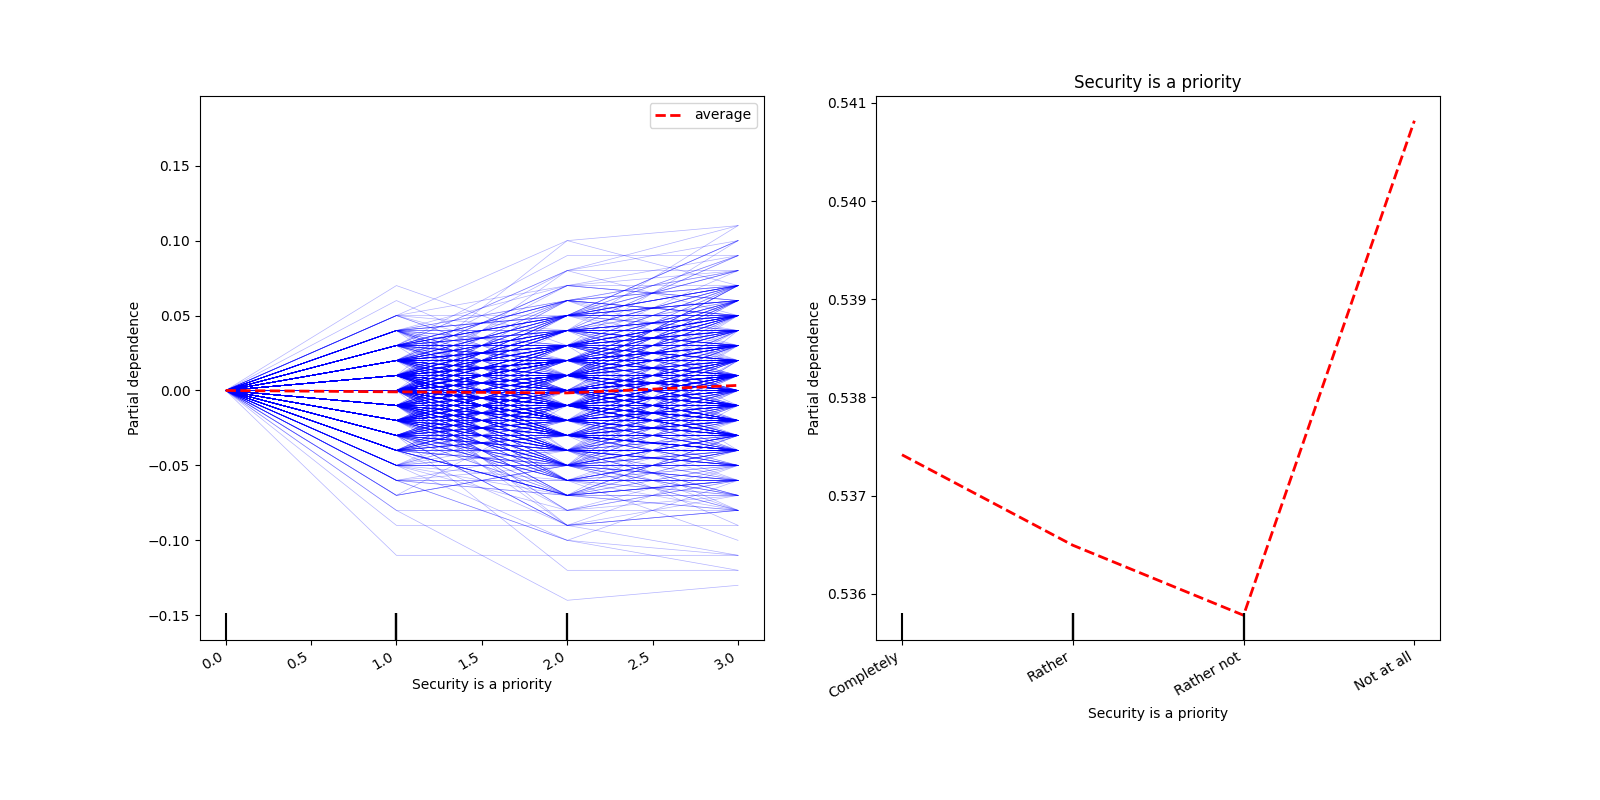 average
0.15
0.10
0.05
0.00
−0.05
−0.10
−0.15
Partial dependence
0.0
0.5
1.0
1.5
2.0
2.5
3.0
Security is a priority
Security is a priority
0.541
0.540
0.539
0.538
0.537
0.536
Partial dependence
Completely
Rather
Rather not
Not at all
Security is a priority